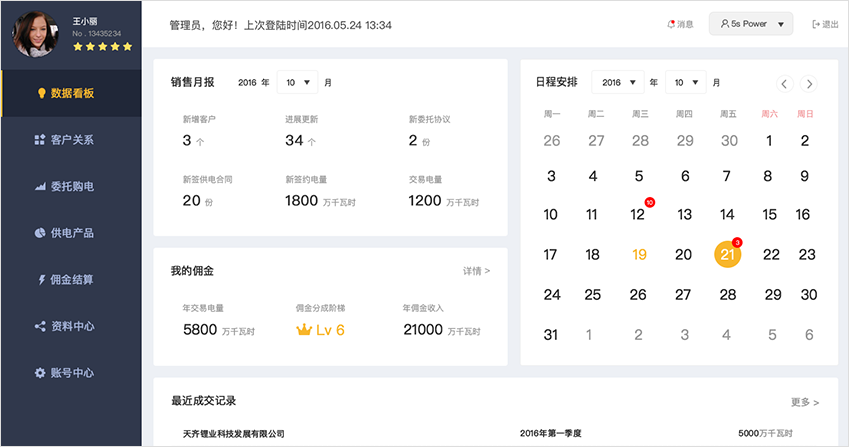 王小丽
No . 13435234
数据看板
客户关系
委托购电
供电产品
佣金结算
资料中心
账号中心
管理员，您好！上次登陆时间2016.05.24 13:34
消息
5s Power
退出
销售月报 2016 年 10 月
新增客户 进展更新 新委托协议
3 个 34 个 2 份
新签供电合同 新签约电量 交易电量
20 份 1800 万千瓦时 1200 万千瓦时
我的佣金 详情 >
年交易电量 佣金分成阶梯 年佣金收入
5800 万千瓦时 Lv 6 21000 万千瓦时
日程安排 2016 年 10 月
周一 周二 周三 周四 周五 周六 周日
26 27 28 29 30 1 2
3 4 5 6 7 8 9
10 11 12 10 13 14 15 16
17 18 19 20 21 3 22 23
24 25 26 27 28 29 30
31 1 2 3 4 5 6
最近成交记录 更多 >
天齐锂业科技发展有限公司 2016年第一季度 5000万千瓦时